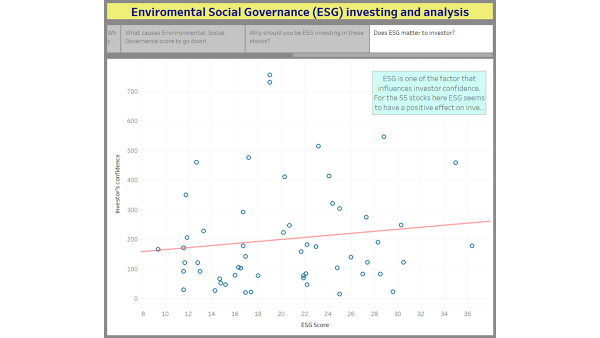 Enviromental Social Governance (ESG) investing and analysis
Wh
y ...
What causes Environmental, Social ,
Governance score to go down
Why should you be ESG investing in these
stocks?
Does ESG matter to investor?
ESG is one of the factor that
influences investor confidence.
For the 55 stocks here ESG seems
to have a positive effect on inve...
Investor's confidence
700
600
500
400
300
200
100
0
8 10 12 14 16 18 20 22 24 26 28 30 32 34 36
ESG Score